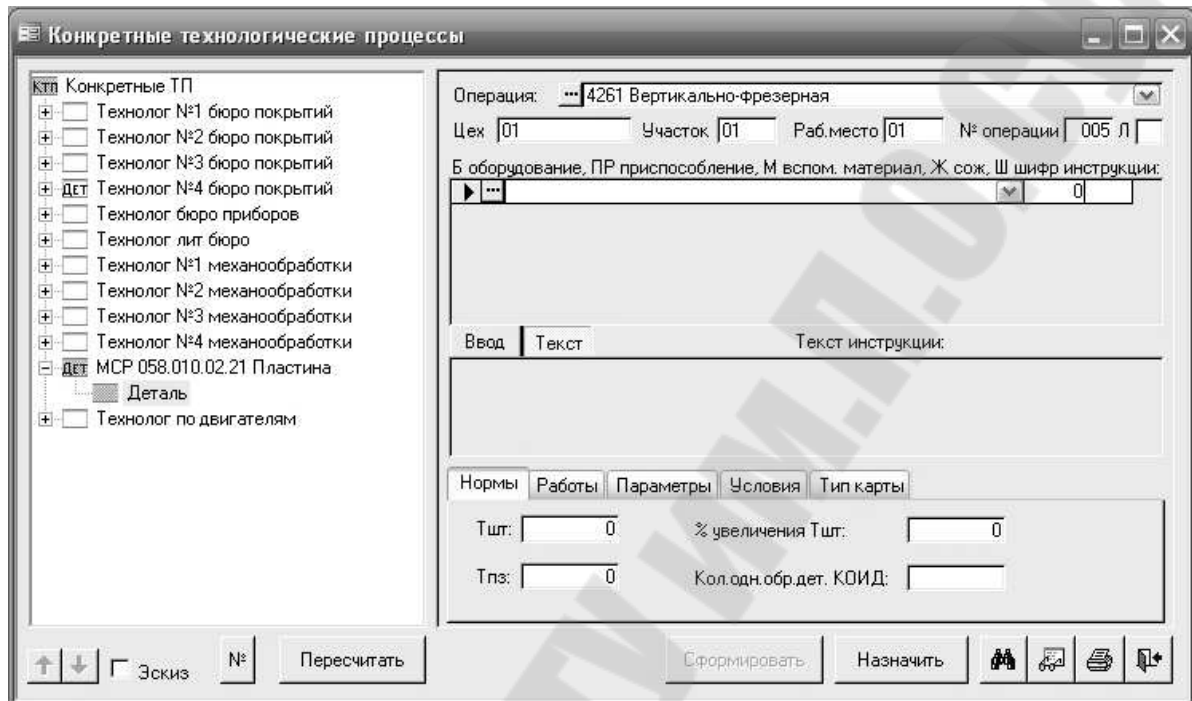 Конкретные технологические процессы
КТП Конкретные ТП
Технолог №1 бюро покрытий
Технолог №2 бюро покрытий
Технолог №3 бюро покрытий
ДЕТ Технолог №4 бюро покрытий
Технолог бюро приборов
Технолог лит бюро
Технолог №1 механообработки
Технолог №2 механообработки
Технолог №3 механообработки
Технолог №4 механообработки
ДЕТ МСР 058.010.02.21 Пластина
Деталь
Технолог по двигателям
Операция: ... 4261 Вертикально-фрезерная
Цех 01 Участок 01 Раб.место 01 № операции 005 Л
Б оборудование, ПР приспособление, М вспом. материал, Ж сож, Ш шифр инструкции:
... 0
Ввод Текст Текст инструкции:
Нормы Работы Параметры Условия Тип карты
Тшт: 0 % увеличения Тшт: 0
Тпз: 0 Кол.одн.обр.дет. КОИД:
Эскиз № Пересчитать Сформировать Назначить